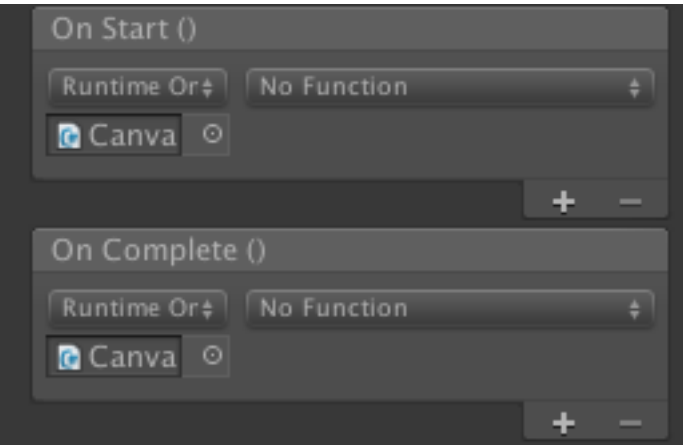 On Start ()
Runtime Or No Function
Canva
On Complete ()
Runtime Or No Function
Canva